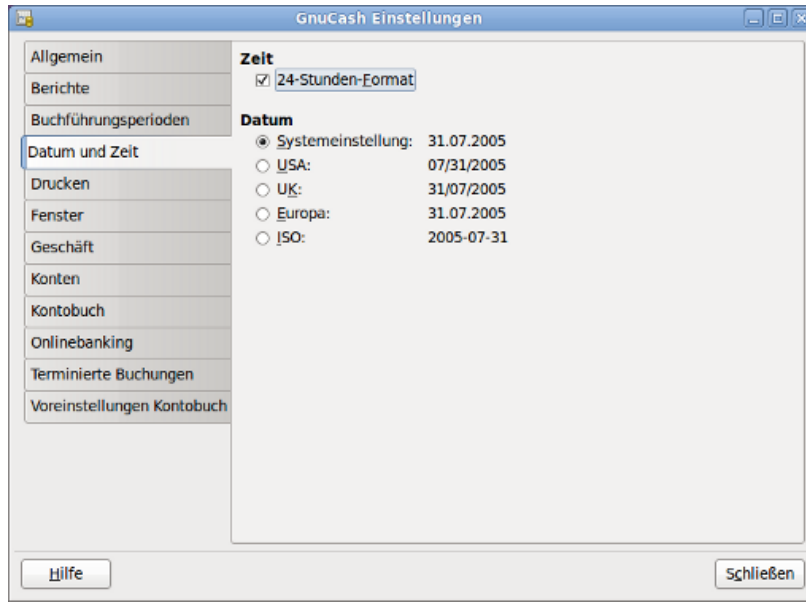 GnuCash Einstellungen
Allgemein
Berichte
Buchführungsperioden
Datum und Zeit
Drucken
Fenster
Geschäft
Konten
Kontobuch
Onlinebanking
Terminierte Buchungen
Voreinstellungen Kontobuch
Zeit
24-Stunden-Format
Datum
Systemeinstellung: 31.07.2005
USA: 07/31/2005
UK: 31/07/2005
Europa: 31.07.2005
ISO: 2005-07-31
Hilfe
Schließen